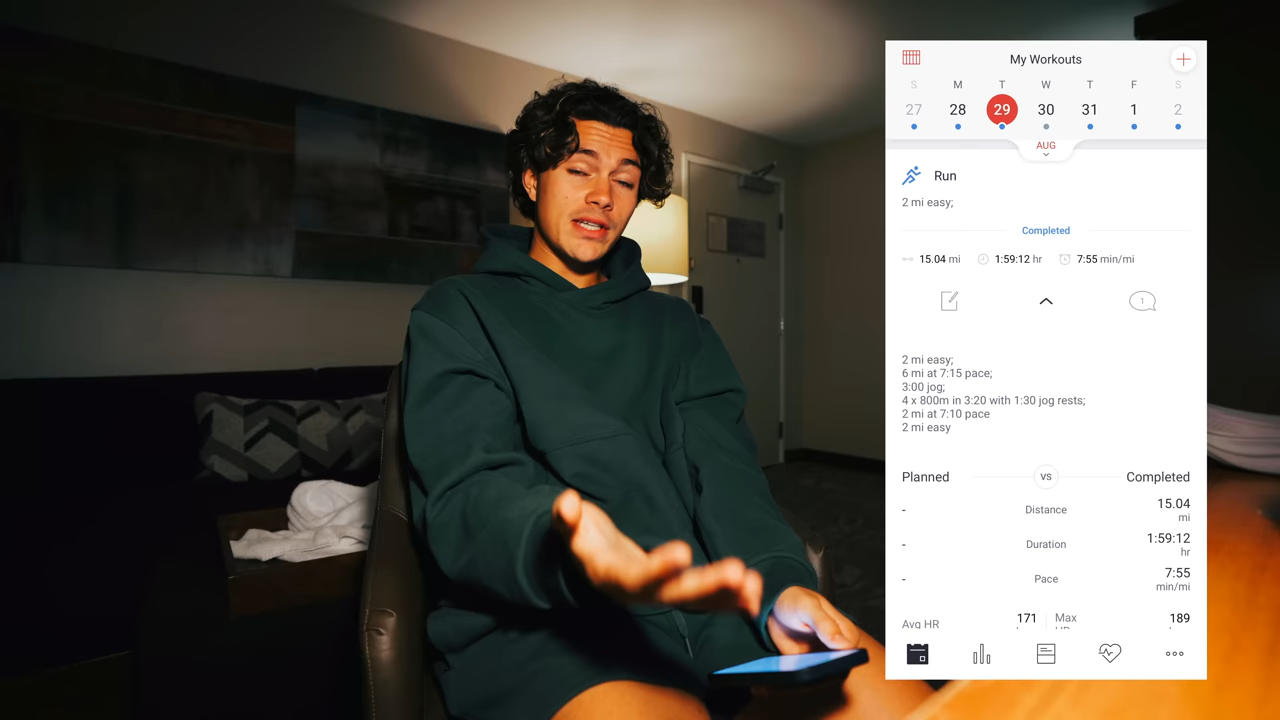 My Workouts
S M T W T F S
27 28 29 30 31 1 2
AUG
Run
2 mi easy;
Completed
15.04 mi 1:59:12 hr 7:55 min/mi
1
2 mi easy;
6 mi at 7:15 pace;
3:00 jog;
4 x 800m in 3:20 with 1:30 jog rests;
2 mi at 7:10 pace
2 mi easy
Planned VS Completed
- Distance 15.04
mi
- Duration 1:59:12
hr
- Pace 7:55
min/mi
Avg HR 171 Max 189